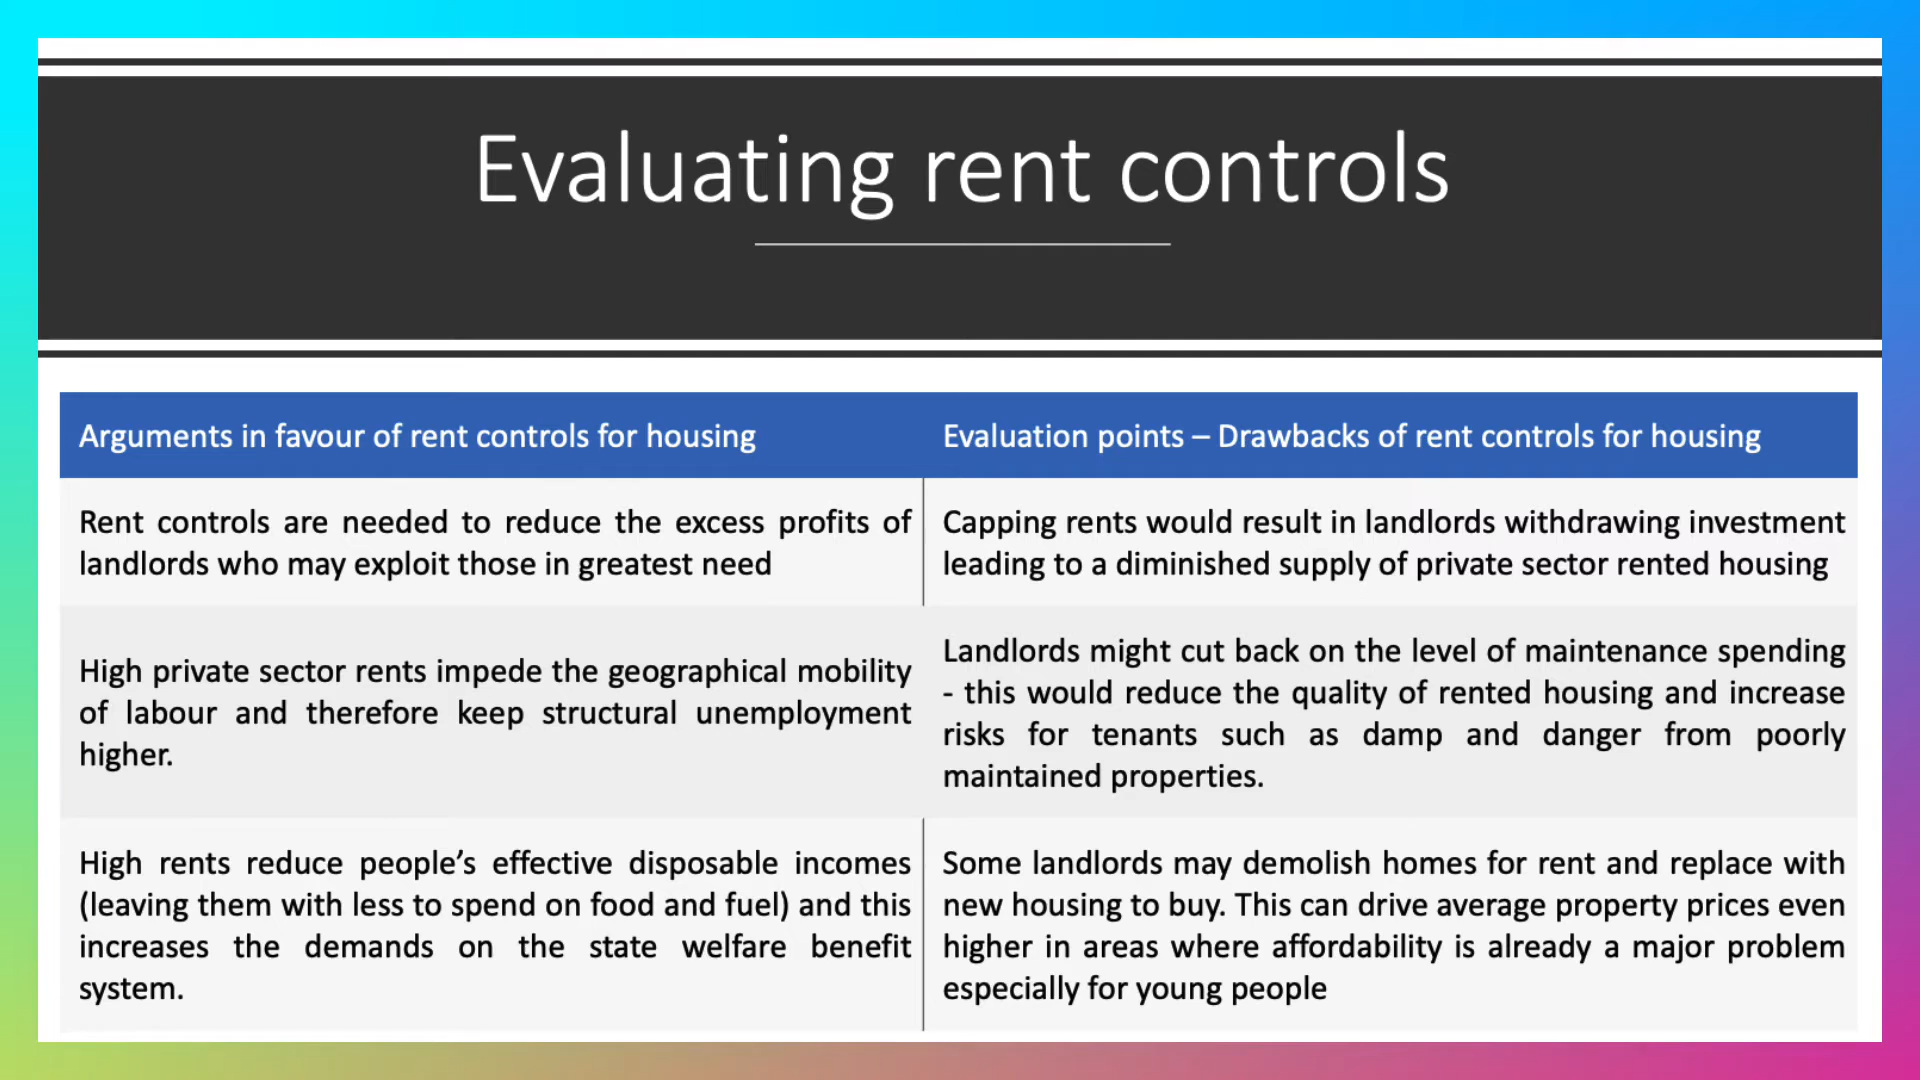 Evaluating rent controls
Arguments in favour of rent controls for housing
Evaluation points – Drawbacks of rent controls for housing
Rent controls are needed to reduce the excess profits of
landlords who may exploit those in greatest need
Capping rents would result in landlords withdrawing investment
leading to a diminished supply of private sector rented housing
High private sector rents impede the geographical mobility
of labour and therefore keep structural unemployment
higher.
Landlords might cut back on the level of maintenance spending
- this would reduce the quality of rented housing and increase
risks for tenants such as damp and danger from poorly
maintained properties.
High rents reduce people’s effective disposable incomes
(leaving them with less to spend on food and fuel) and this
increases the demands on the state welfare benefit
system.
Some landlords may demolish homes for rent and replace with
new housing to buy. This can drive average property prices even
higher in areas where affordability is already a major problem
especially for young people